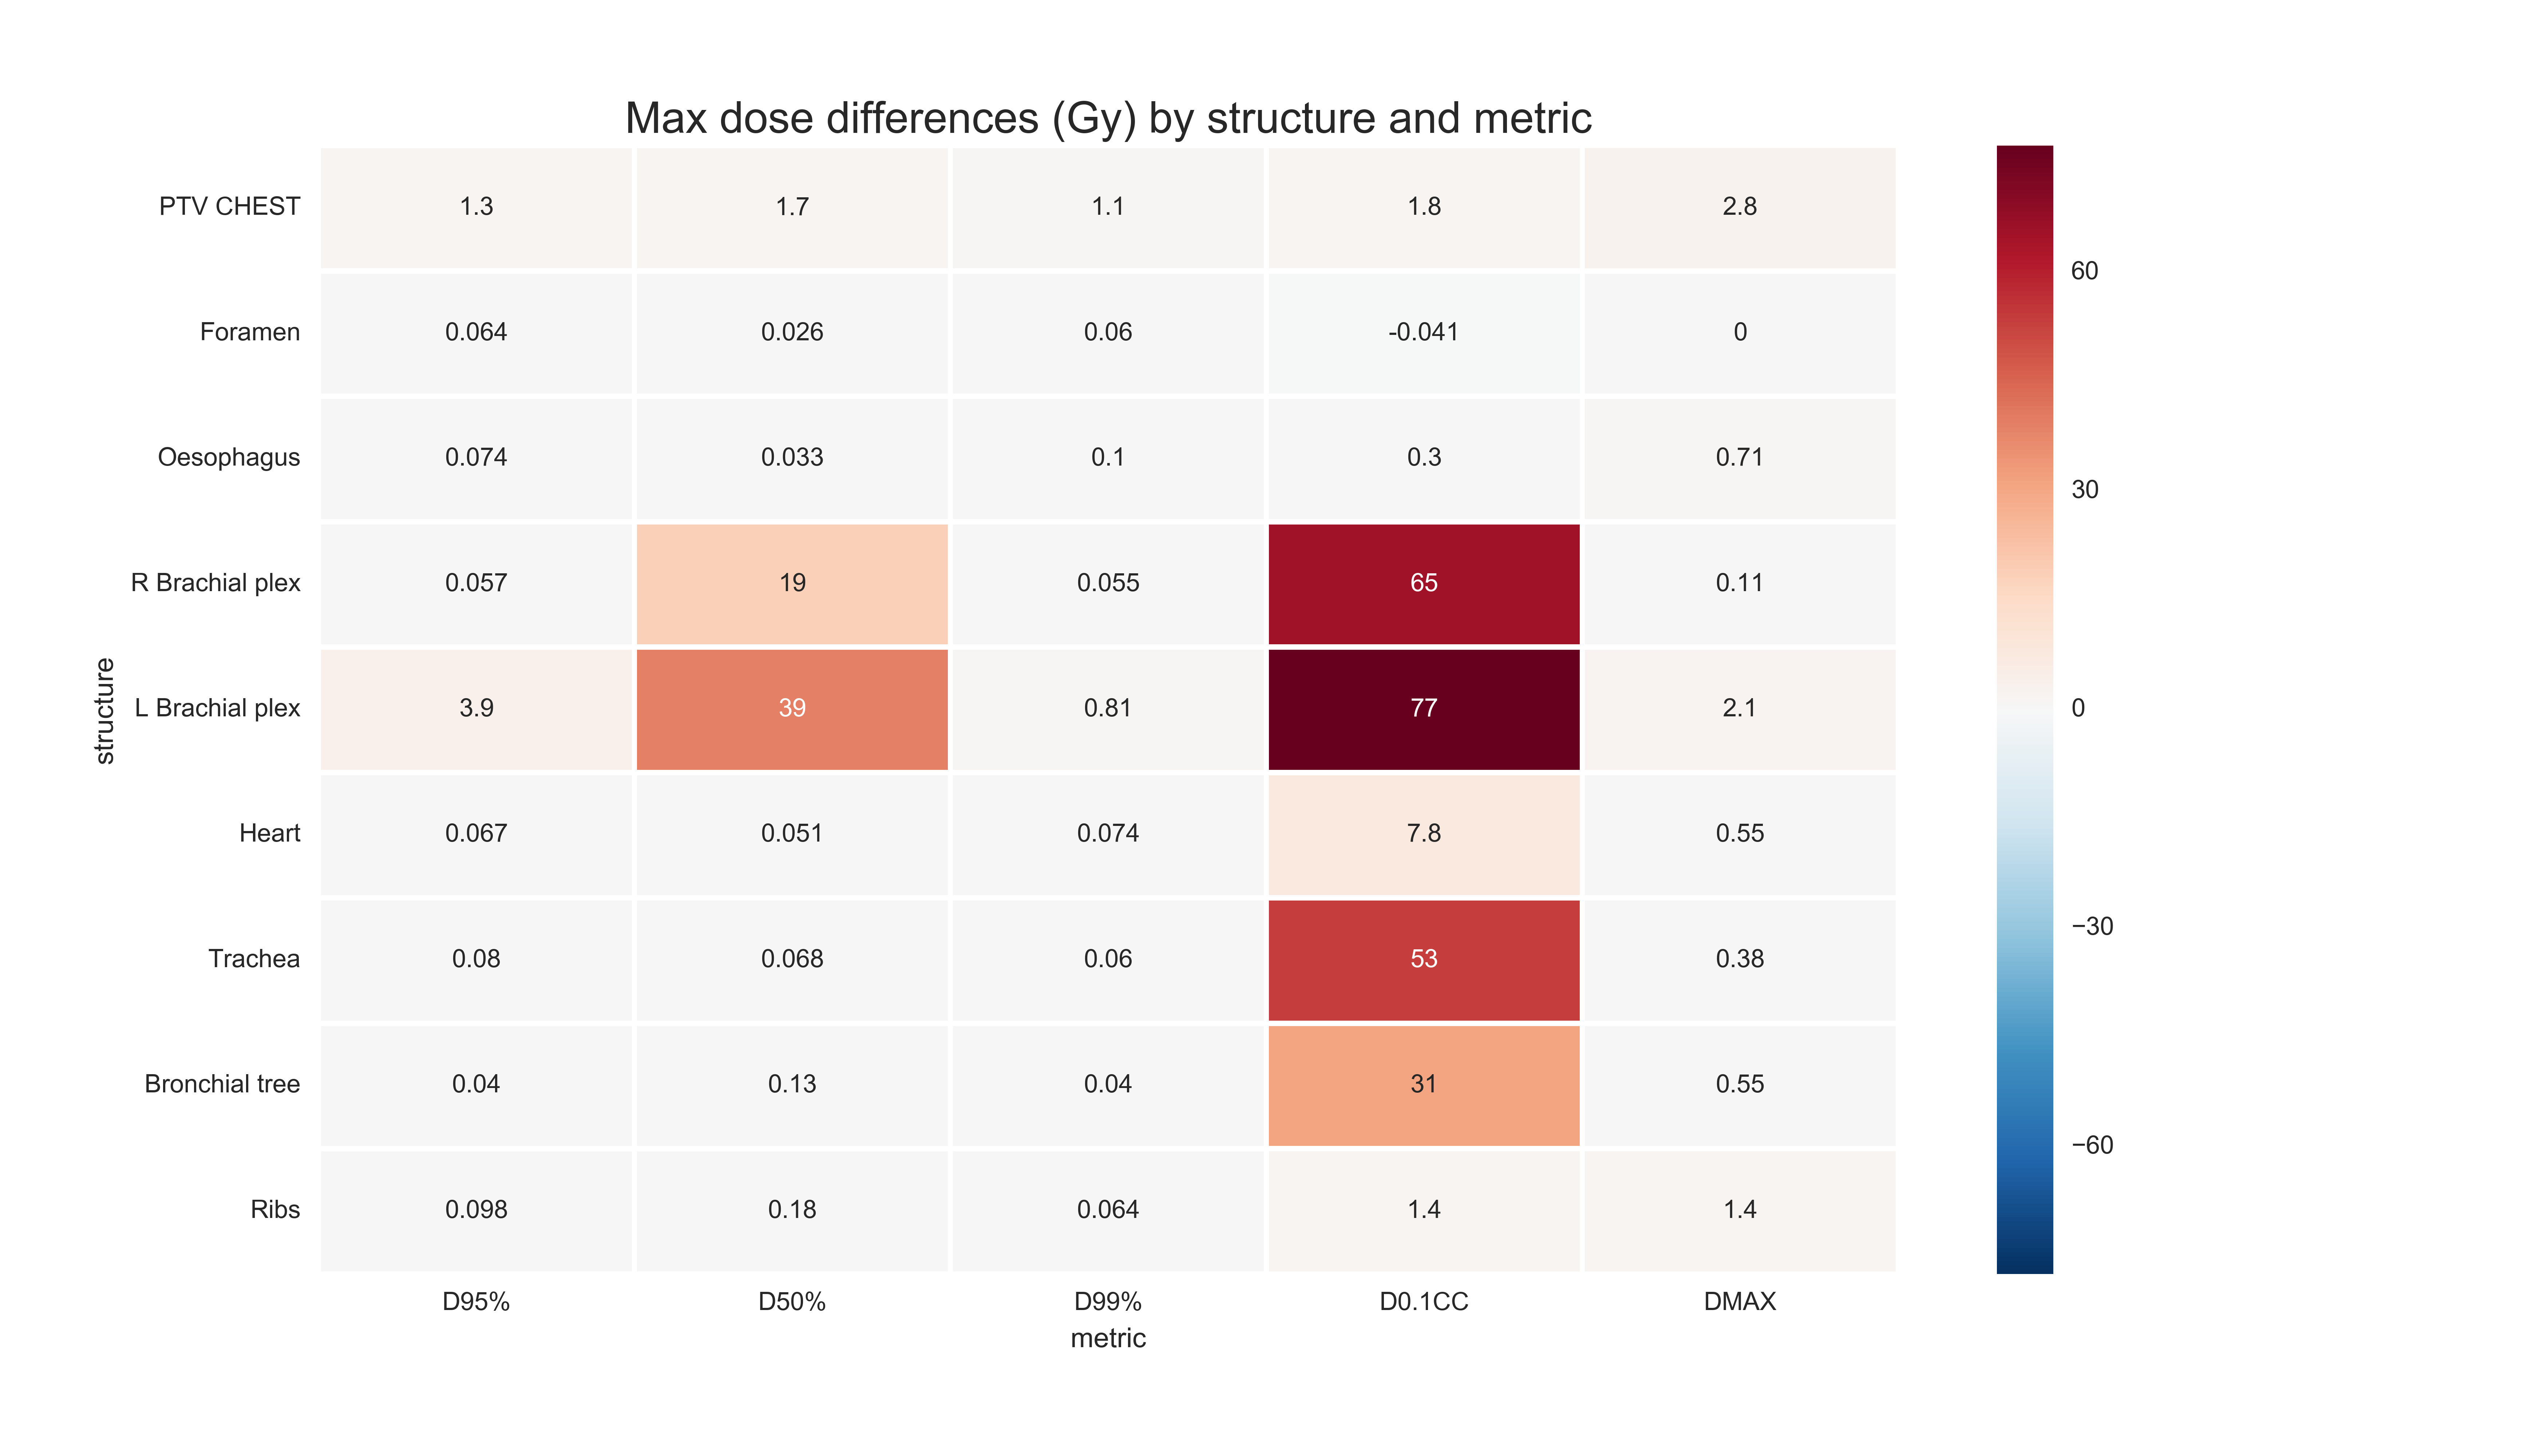 Max dose differences (Gy) by structure and metric
PTV CHEST 1.3 1.7 1.1 1.8 2.8
Foramen 0.064 0.026 0.06 -0.041 0
Oesophagus 0.074 0.033 0.1 0.3 0.71
R Brachial plex 0.057 19 0.055 65 0.11
L Brachial plex 3.9 39 0.81 77 2.1
Heart 0.067 0.051 0.074 7.8 0.55
Trachea 0.08 0.068 0.06 53 0.38
Bronchial tree 0.04 0.13 0.04 31 0.55
Ribs 0.098 0.18 0.064 1.4 1.4
D95% D50% D99% D0.1CC DMAX
metric
structure
60
30
0
−30
−60